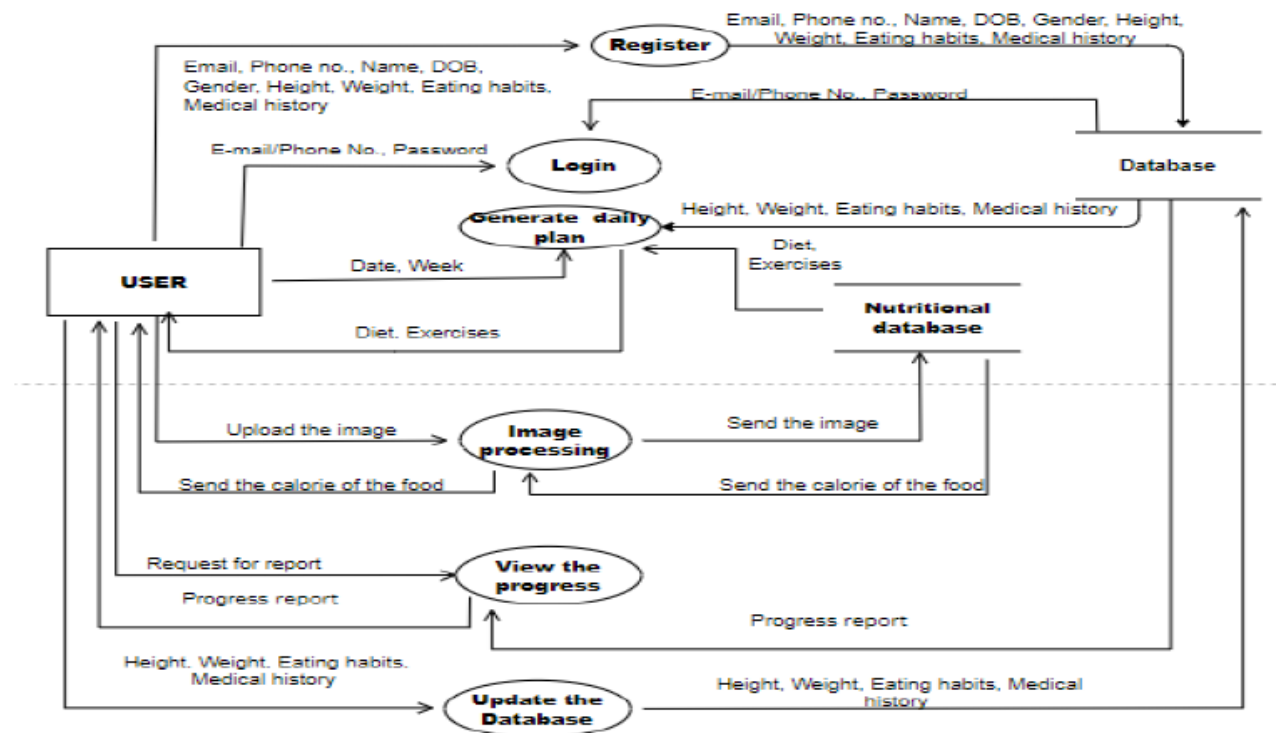 Email, Phone no., Name, DOB, Gender, Height,
Weight, Eating habits, Medical history
Register
Email, Phone no., Name, DOB,
Gender, Height, Weight, Eating habits,
Medical history
E-mail/Phone No., Password
E-mail/Phone No., Password
Login
Database
Height, Weight, Eating habits, Medical history
Generate daily
plan
Diet,
Exercises
Date, Week
USER
Nutritional
database
Diet. Exercises
Upload the image
Image
processing
Send the image
Send the calorie of the food
Send the calorie of the food
Request for report
View the
progress
Progress report
Progress report
Height. Weight. Eating habits.
Medical history
Update the
Database
Height, Weight, Eating habits, Medical
history